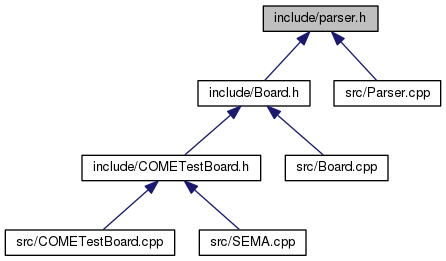 include/parser.h
include/Board.h
src/Parser.cpp
include/COMETestBoard.h
src/Board.cpp
src/COMETestBoard.cpp
src/SEMA.cpp